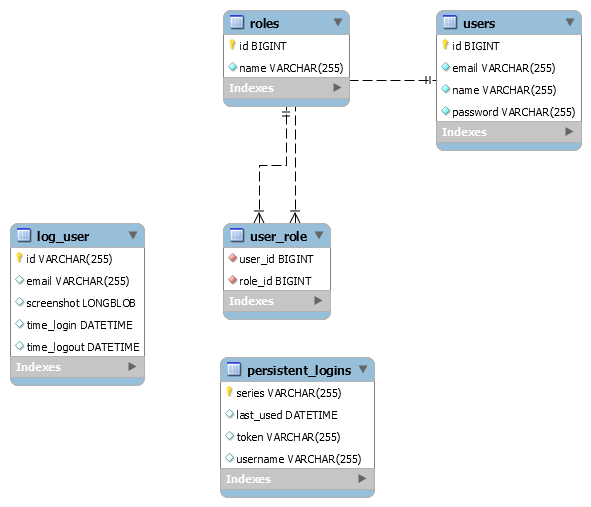 roles
id BIGINT
name VARCHAR(255)
Indexes
users
id BIGINT
email VARCHAR(255)
name VARCHAR(255)
password VARCHAR(255)
Indexes
log_user
id VARCHAR(255)
email VARCHAR(255)
screenshot LONGBLOB
time_login DATETIME
time_logout DATETIME
Indexes
user_role
user_id BIGINT
role_id BIGINT
Indexes
persistent_logins
series VARCHAR(255)
last_used DATETIME
token VARCHAR(255)
username VARCHAR(255)
Indexes